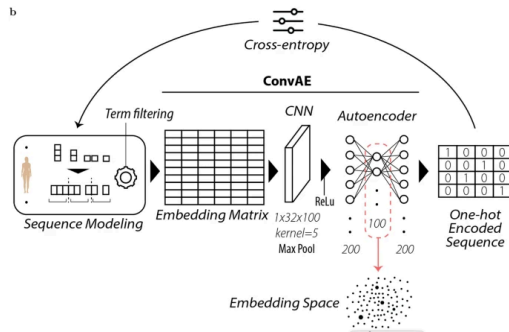 b
Cross-entropy
ConvAE
Term filtering
CNN
Autoencoder
Sequence Modeling
Embedding Matrix
1x32x100
kernel=5
Max Pool
ReLu
200
100
200
1 0 0 0
0 0 1 0
0 1 0 0
0 0 0 1
One-hot
Encoded
Sequence
Embedding Space